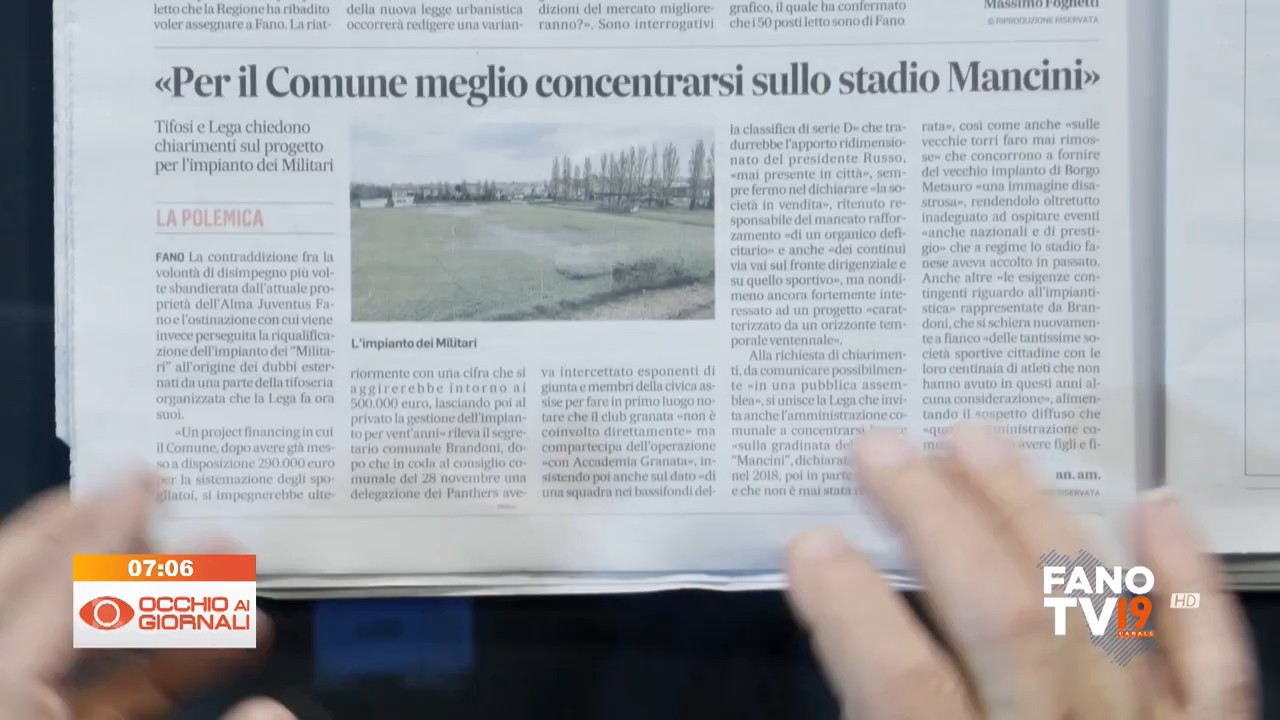 letto che la Regione ha ribadito
voler assegnare a Fano. La riat-
della nuova legge urbanistica
occorrerà redigere una varian-
dizioni del mercato migliore-
ranno?». Sono interrogativi
grafico, il quale ha confermato
che i 50 posti letto sono di Fano
Massimo Foghetti
© RIPRODUZIONE RISERVATA
«Per il Comune meglio concentrarsi sullo stadio Mancini»
Tifosi e Lega chiedono
chiarimenti sul progetto
per l'impianto dei Militari
LA POLEMICA
FANO La contraddizione fra la
volontà di disimpegno più vol-
te sbandierata dall'attuale pro-
prietà dell'Alma Juventus Fa-
no e l'ostinazione con cui viene
invece perseguita la riqualifica-
zione dell'impianto dei "Milita-
ri" all'origine dei dubbi ester-
nati da una parte della tifoseria
organizzata che la Lega fa ora
suoi.
«Un project financing in cui
il Comune, dopo avere già mes-
so a disposizione 290.000 euro
per la sistemazione degli spo-
gliatoi, si impegnerebbe ulte-
L'impianto dei Militari
riormente con una cifra che si
aggirerebbe intorno ai
500.000 euro, lasciando poi al
privato la gestione dell'impian-
to per vent'anni» rileva il segre-
tario comunale Brandoni, do-
po che in coda al consiglio co-
munale del 28 novembre una
delegazione dei Panthers ave-
va intercettato esponenti di
giunta e membri della civica as-
sise per fare in primo luogo no-
tare che il club granata «non è
coinvolto direttamente» ma
compartecipa dell'operazione
«con Accademia Granata», in-
sistendo poi anche sul dato «di
una squadra nei bassifondi del-
la classifica di serie D» che tra-
durrebbe l'apporto ridimensio-
nato del presidente Russo,
«mai presente in città», sem-
pre fermo nel dichiarare «la so-
cietà in vendita», ritenuto re-
sponsabile del mancato raffor-
zamento «di un organico defi-
citario» e anche «dei continui
via vai sul fronte dirigenziale e
su quello sportivo», ma nondi-
meno ancora fortemente inte-
ressato ad un progetto «carat-
terizzato da un orizzonte tem-
porale ventennale».
Alla richiesta di chiarimen-
ti, da comunicare possibilmen-
te «in una pubblica assem-
blea», si unisce la Lega che invi-
ta anche l'amministrazione co-
munale a concentrarsi
«sulla gradinata del
"Mancini", dichiarat
nel 2018, poi in parte
e che non è mai stata
rata», così come anche «sulle
vecchie torri faro mai rimos-
se» che concorrono a fornire
del vecchio impianto di Borgo
Metauro «una immagine disa-
strosa», rendendolo oltretutto
inadeguato ad ospitare eventi
«anche nazionali e di presti-
gio» che a regime lo stadio fa-
nese aveva accolto in passato.
Anche altre «le esigenze con-
tingenti riguardo all'impianti-
stica» rappresentate da Bran-
doni, che si schiera nuovamen-
te a fianco «delle tantissime so-
cietà sportive cittadine con le
loro centinaia di atleti che non
hanno avuto in questi anni al-
cuna considerazione», alimen-
tando il sospetto diffuso che
ministrazione co-
avere figli e fi-
an. am.
RISERVATA
07:06
OCCHIO AI
GIORNALI
FANO
TV19
CANALE
HD